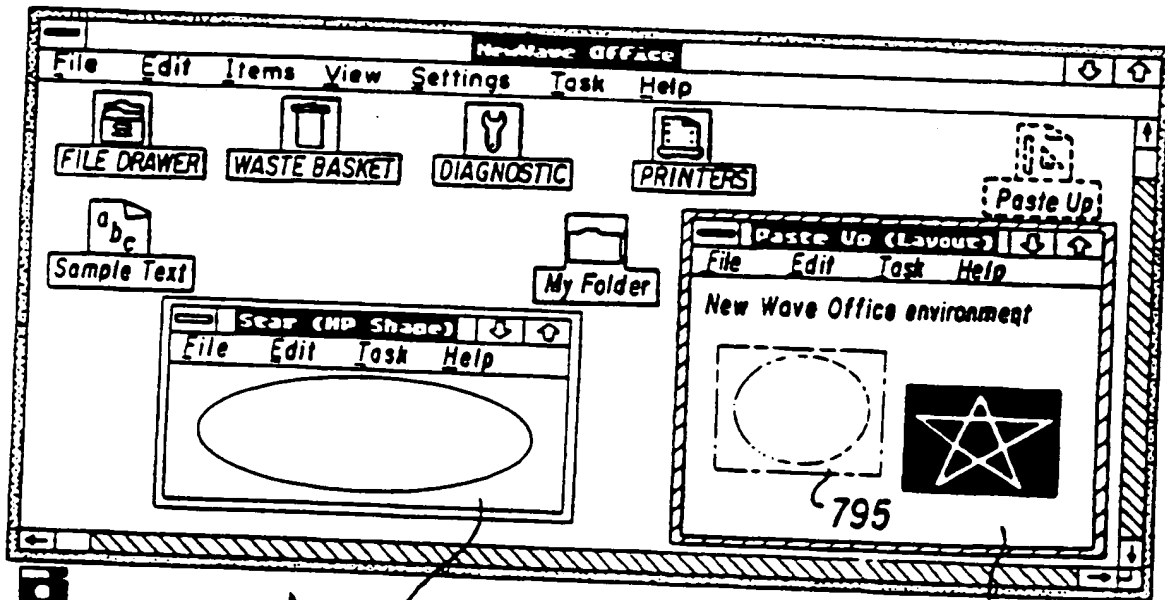 NewWave Office
File Edit Items View Settings Task Help
FILE DRAWER WASTE BASKET DIAGNOSTIC PRINTERS
Paste Up
abc
Sample Text
My Folder
Paste Up (Layout)
File Edit Task Help
New Wave Office environment
Star (HP Shape)
File Edit Task Help
795